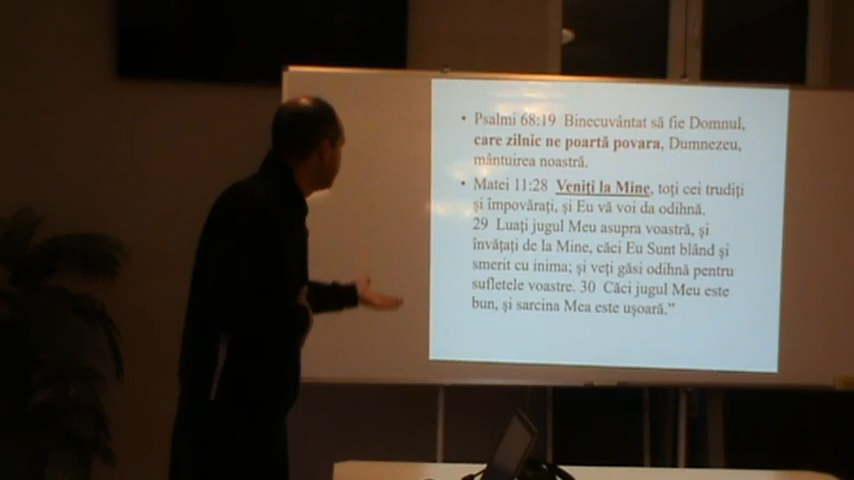 • Psalmi 68:19 Binecuvântat să fie Domnul,
care zilnic ne poartă povara, Dumnezeu,
mântuirea noastră.
• Matei 11:28 Veniţi la Mine, toţi cei trudiţi
şi împovăraţi, şi Eu vă voi da odihnă.
29 Luaţi jugul Meu asupra voastră, şi
învăţaţi de la Mine, căci Eu Sunt blând şi
smerit cu inima; şi veţi găsi odihnă pentru
sufletele voastre. 30 Căci jugul Meu este
bun, şi sarcina Mea este uşoară.”